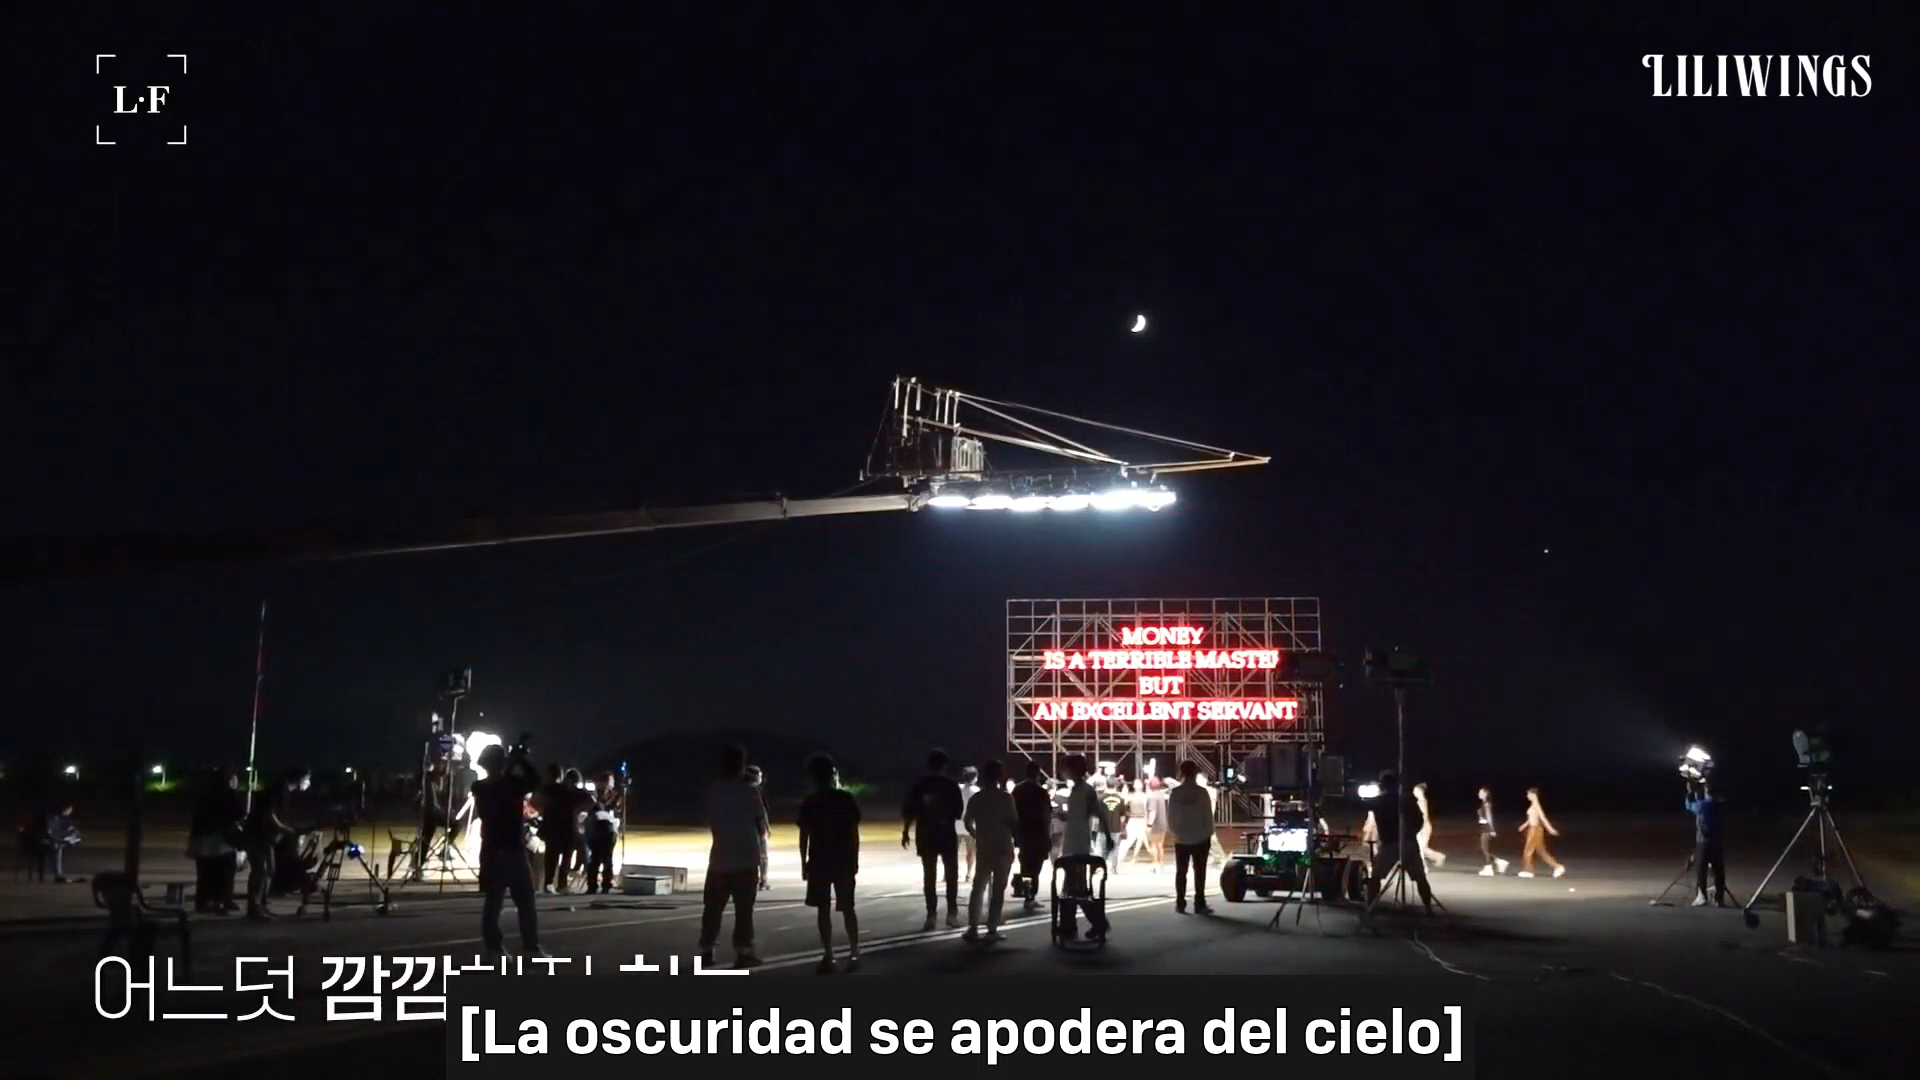 L·F
LILIWINGS
MONEY
IS A TERRIBLE MASTER
BUT
AN EXCELLENT SERVANT
어느덧 깜깜
[La oscuridad se apodera del cielo]